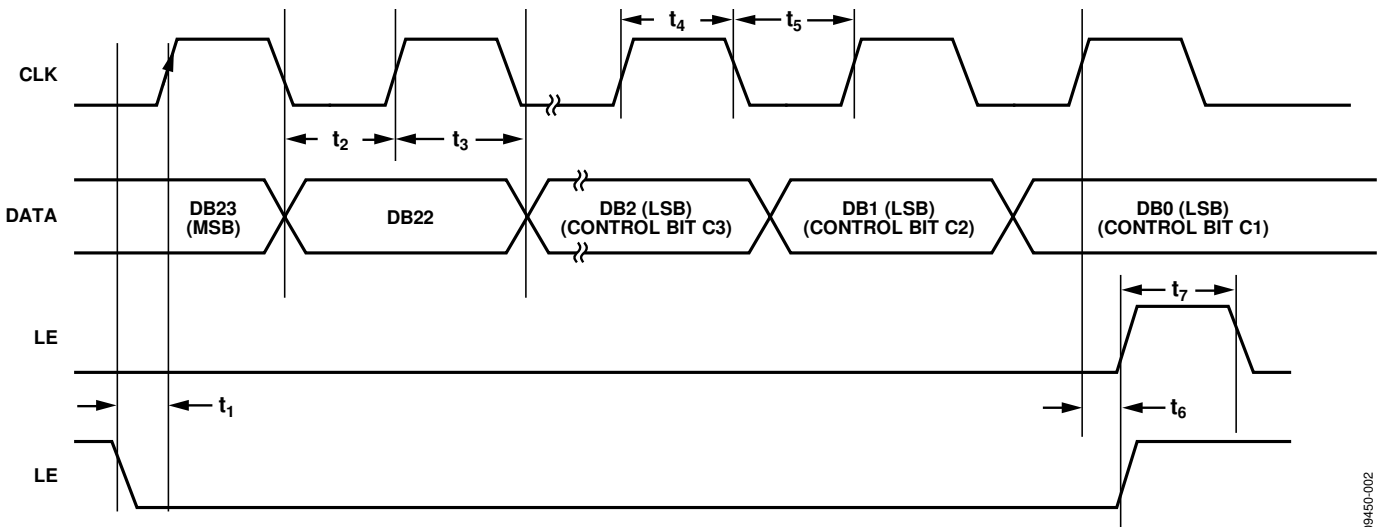 t4
t5
CLK
t2
t3
DATA
DB23
(MSB)
DB22
DB2 (LSB)
(CONTROL BIT C3)
DB1 (LSB)
(CONTROL BIT C2)
DB0 (LSB)
(CONTROL BIT C1)
t7
LE
t1
t6
LE
09450-002